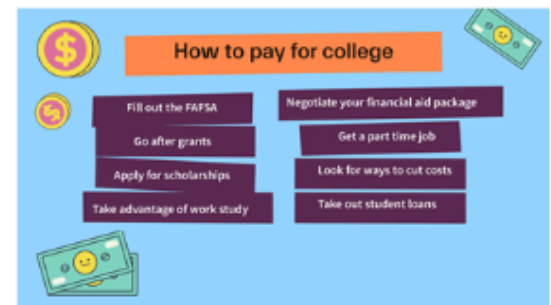 How to pay for college
Fill out the FAFSA
Go after grants
Apply for scholarships
Take advantage of work study
Negotiate your financial aid package
Get a part time job
Look for ways to cut costs
Take out student loans